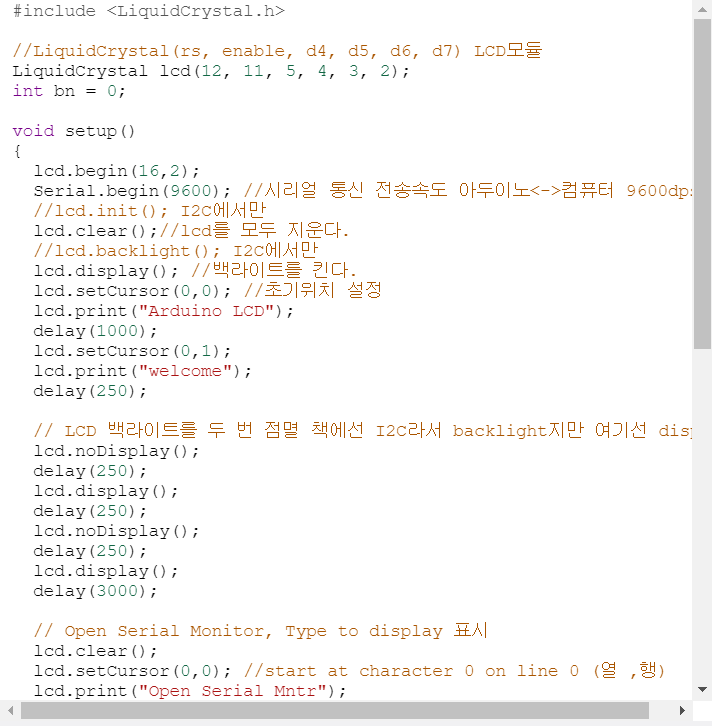 #include <LiquidCrystal.h>
//LiquidCrystal(rs, enable, d4, d5, d6, d7) LCD모듈
LiquidCrystal lcd(12, 11, 5, 4, 3, 2);
int bn = 0;
void setup()
{
lcd.begin(16,2);
Serial.begin(9600); //시리얼 통신 전송속도 아두이노<->컴퓨터 9600dps
//lcd.init(); I2C에서만
lcd.clear();//lcd를 모두 지운다.
//lcd.backlight(); I2C에서만
lcd.display(); //백라이트를 킨다.
lcd.setCursor(0,0); //초기위치 설정
lcd.print("Arduino LCD");
delay(1000);
lcd.setCursor(0,1);
lcd.print("welcome");
delay(250);
// LCD 백라이트를 두 번 점멸 책에선 I2C라서 backlight지만 여기선 disp
lcd.noDisplay();
delay(250);
lcd.display();
delay(250);
lcd.noDisplay();
delay(250);
lcd.display();
delay(3000);
// Open Serial Monitor, Type to display 표시
lcd.clear();
lcd.setCursor(0,0); //start at character 0 on line 0 (열 ,행)
lcd.print("Open Serial Mntr");